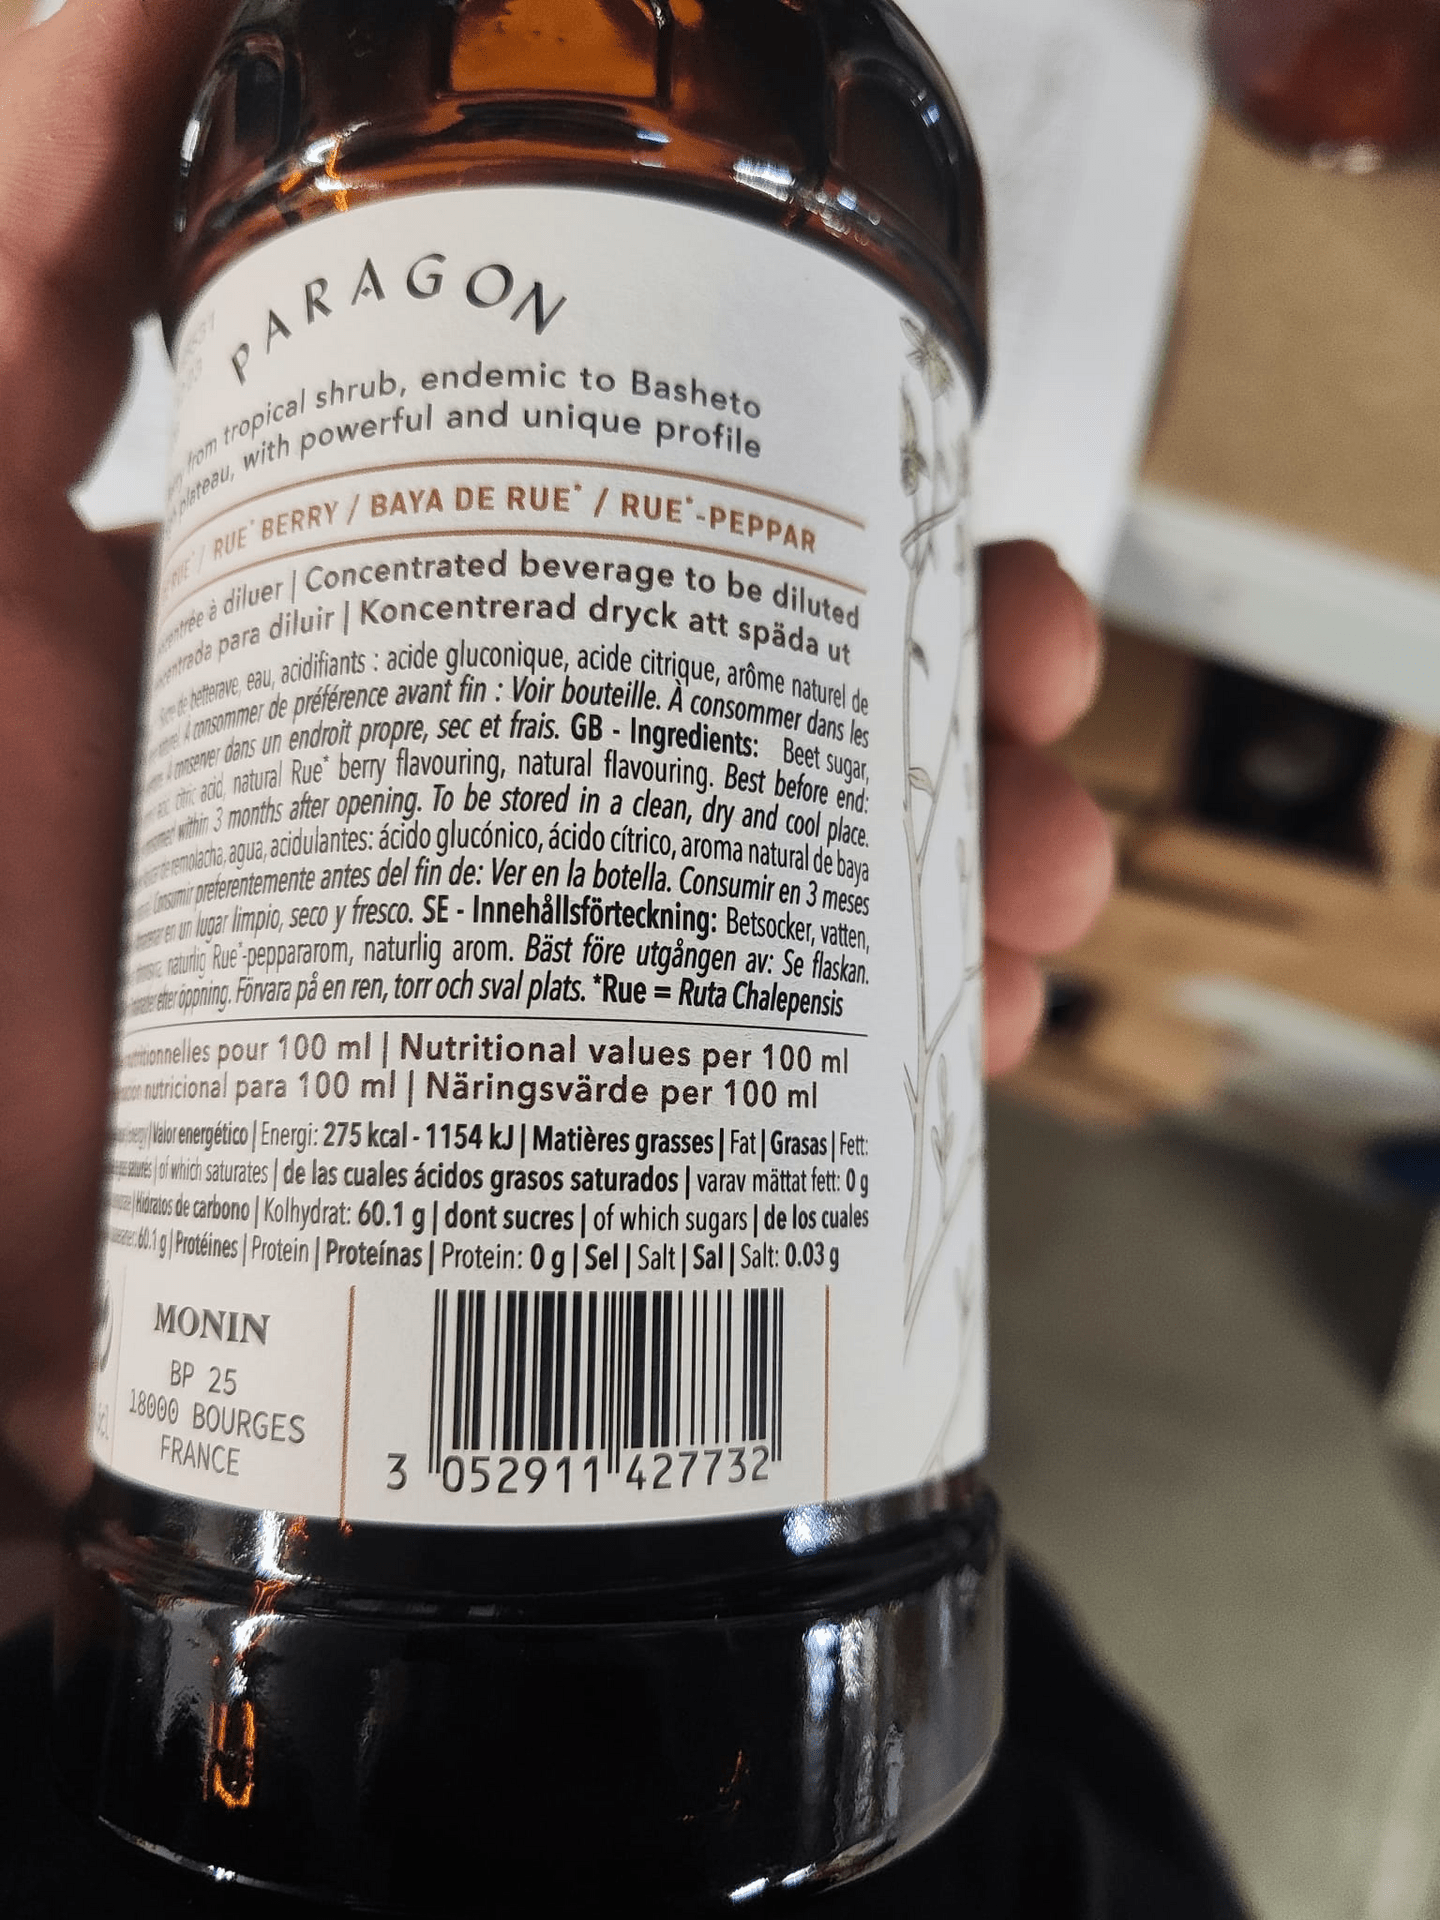 PARAGON
from tropical shrub, endemic to Basheto
plateau, with powerful and unique profile
RUE* / RUE* BERRY / BAYA DE RUE* / RUE*-PEPPAR
à diluer | Concentrated beverage to be diluted
para diluir | Koncentrerad dryck att späda ut
de betterave, eau, acidifiants : acide gluconique, acide citrique, arôme naturel de
À consommer de préférence avant fin : Voir bouteille. À consommer dans les
À conserver dans un endroit propre, sec et frais. GB - Ingredients: Beet sugar,
citric acid, natural Rue* berry flavouring, natural flavouring. Best before end:
within 3 months after opening. To be stored in a clean, dry and cool place.
remolacha, agua, acidulantes: ácido glucónico, ácido cítrico, aroma natural de baya
Consumir preferentemente antes del fin de: Ver en la botella. Consumir en 3 meses
en un lugar limpio, seco y fresco. SE - Innehållsförteckning: Betsocker, vatten,
naturlig Rue*-peppararom, naturlig arom. Bäst före utgången av: Se flaskan.
efter öppning. Förvara på en ren, torr och sval plats. *Rue = Ruta Chalepensis
pour 100 ml | Nutritional values per 100 ml
nutricional para 100 ml | Näringsvärde per 100 ml
Valor energético | Energi: 275 kcal - 1154 kJ | Matières grasses | Fat | Grasas | Fett:
of which saturates | de las cuales ácidos grasos saturados | varav mättat fett: 0 g
Hidratos de carbono | Kolhydrat: 60.1 g | dont sucres | of which sugars | de los cuales
60.1 g | Protéines | Protein | Proteínas | Protein: 0 g | Sel | Salt | Sal | Salt: 0.03 g
MONIN
BP 25
18000 BOURGES
FRANCE
3 052911 427732